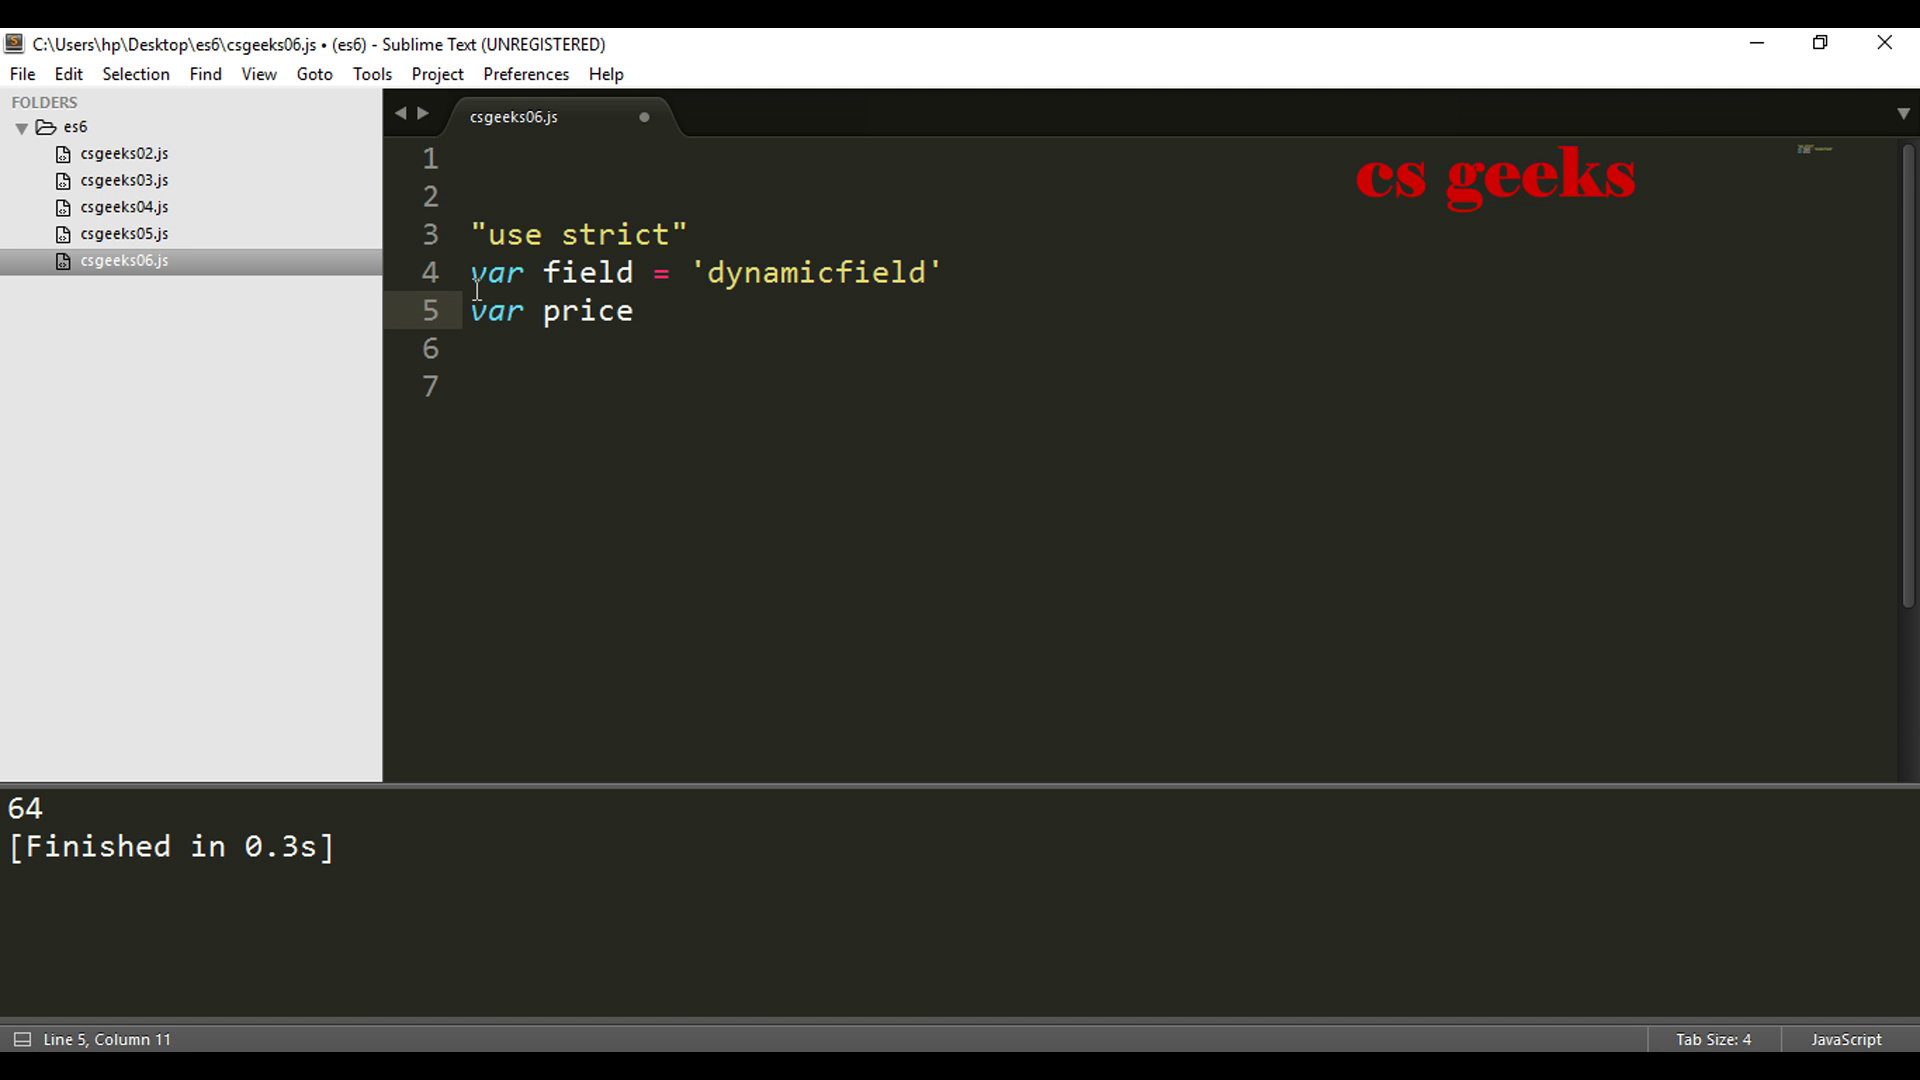 C:\Users\hp\Desktop\es6\csgeeks06.js • (es6) - Sublime Text (UNREGISTERED)
File Edit Selection Find View Goto Tools Project Preferences Help
FOLDERS
es6
csgeeks02.js
csgeeks03.js
csgeeks04.js
csgeeks05.js
csgeeks06.js
csgeeks06.js
cs geeks
1
2
3 "use strict"
4 var field = 'dynamicfield'
5 var price
6
7
64
[Finished in 0.3s]
Line 5, Column 11 Tab Size: 4 JavaScript